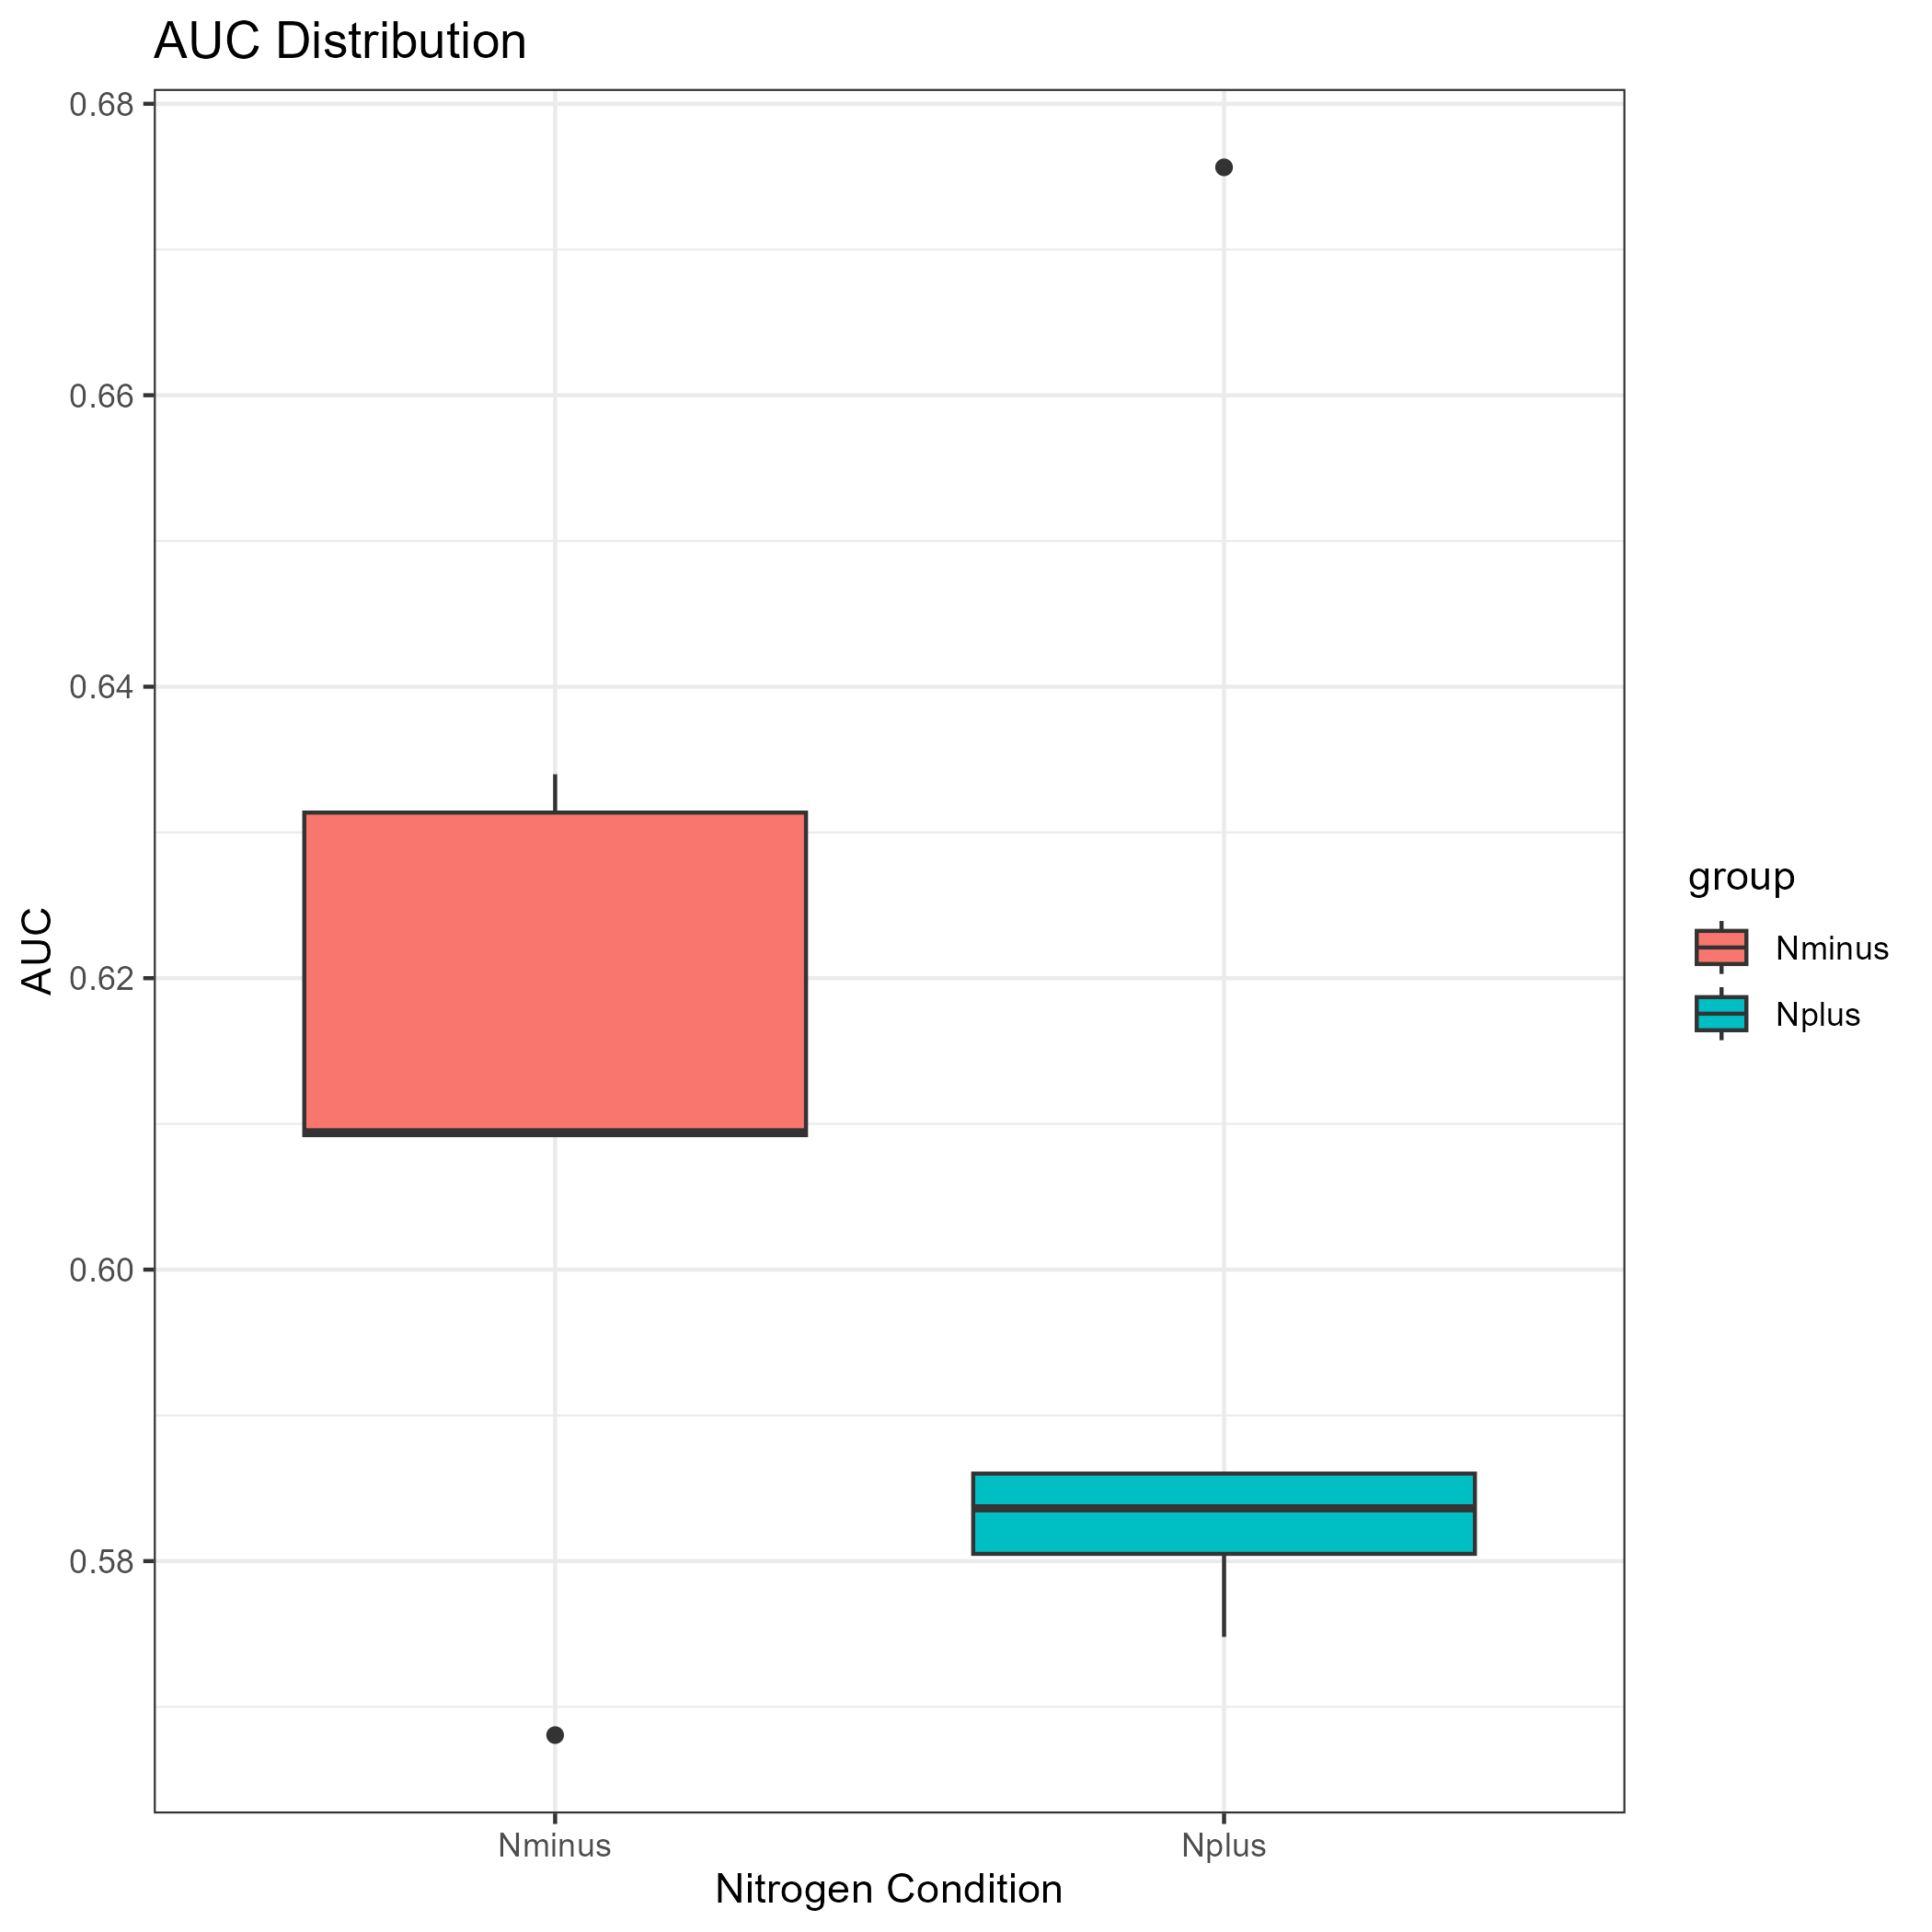 AUC Distribution
0.68
0.66
0.64
0.62
0.60
0.58
AUC
Nminus
Nplus
Nitrogen Condition
group
Nminus
Nplus